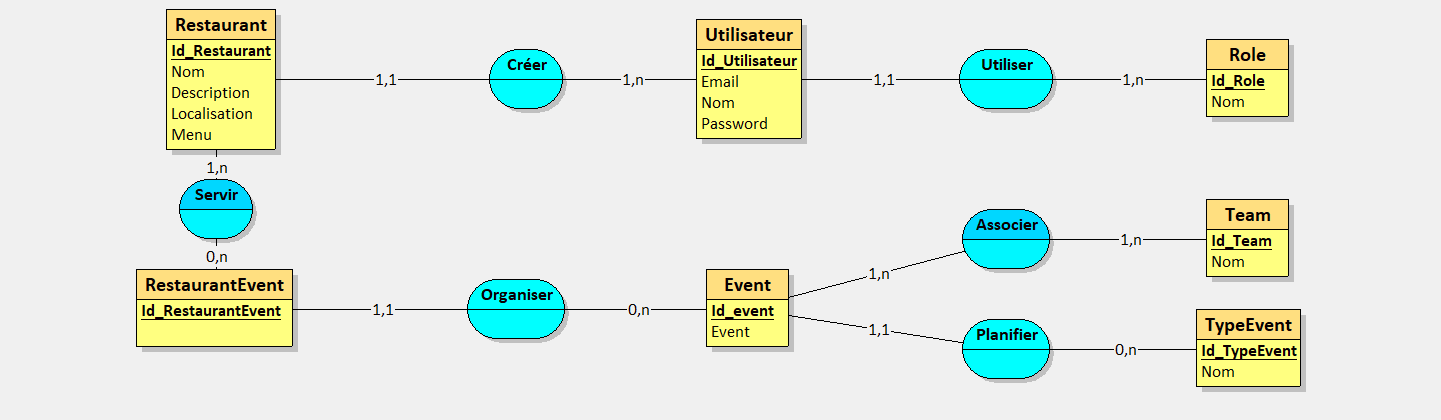 Restaurant
Id_Restaurant
Nom
Description
Localisation
Menu
1,1
Créer
1,n
Utilisateur
Id_Utilisateur
Email
Nom
Password
1,1
Utiliser
1,n
Role
Id_Role
Nom
1,n
Servir
0,n
RestaurantEvent
Id_RestaurantEvent
1,1
Organiser
0,n
Event
Id_event
Event
1,n
Associer
1,n
Team
Id_Team
Nom
1,1
Planifier
0,n
TypeEvent
Id_TypeEvent
Nom